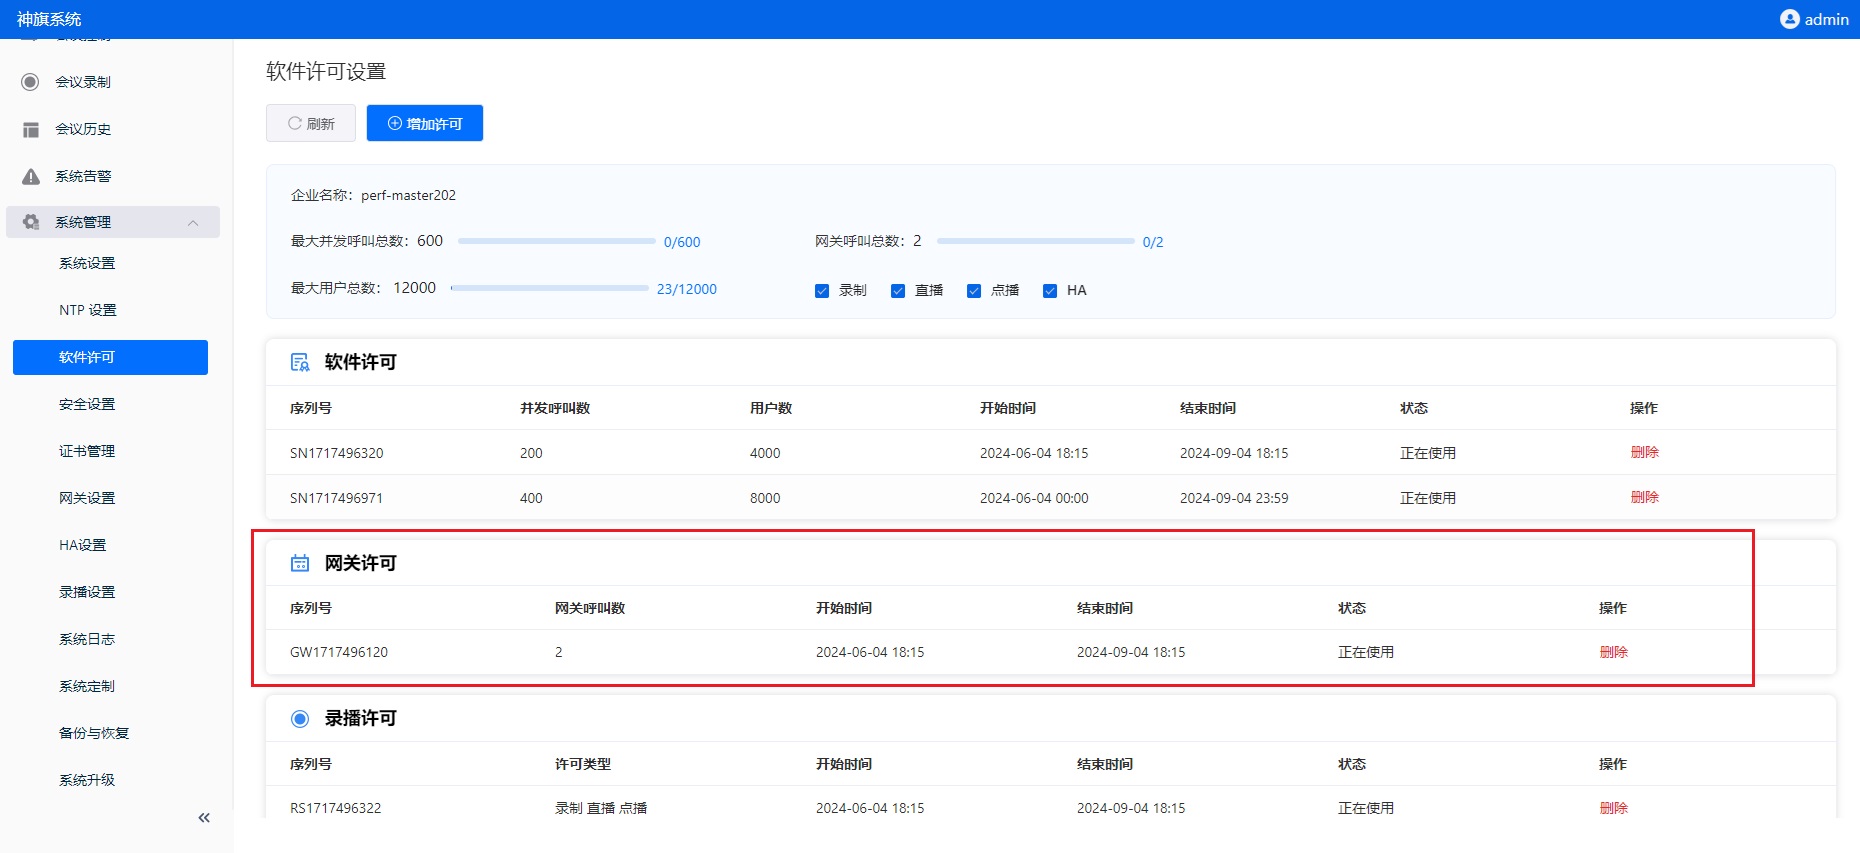 神旗系统
admin
会议录制
会议历史
系统告警
系统管理
系统设置
NTP 设置
软件许可
安全设置
证书管理
网关设置
HA设置
录播设置
系统日志
系统定制
备份与恢复
系统升级
软件许可设置
刷新 增加许可
企业名称：perf-master202
最大并发呼叫总数：600 0/600 网关呼叫总数：2 0/2
最大用户总数：12000 23/12000 录制 直播 点播 HA
软件许可
序列号 并发呼叫数 用户数 开始时间 结束时间 状态 操作
SN1717496320 200 4000 2024-06-04 18:15 2024-09-04 18:15 正在使用 删除
SN1717496971 400 8000 2024-06-04 00:00 2024-09-04 23:59 正在使用 删除
网关许可
序列号 网关呼叫数 开始时间 结束时间 状态 操作
GW1717496120 2 2024-06-04 18:15 2024-09-04 18:15 正在使用 删除
录播许可
序列号 许可类型 开始时间 结束时间 状态 操作
RS1717496322 录制 直播 点播 2024-06-04 18:15 2024-09-04 18:15 正在使用 删除